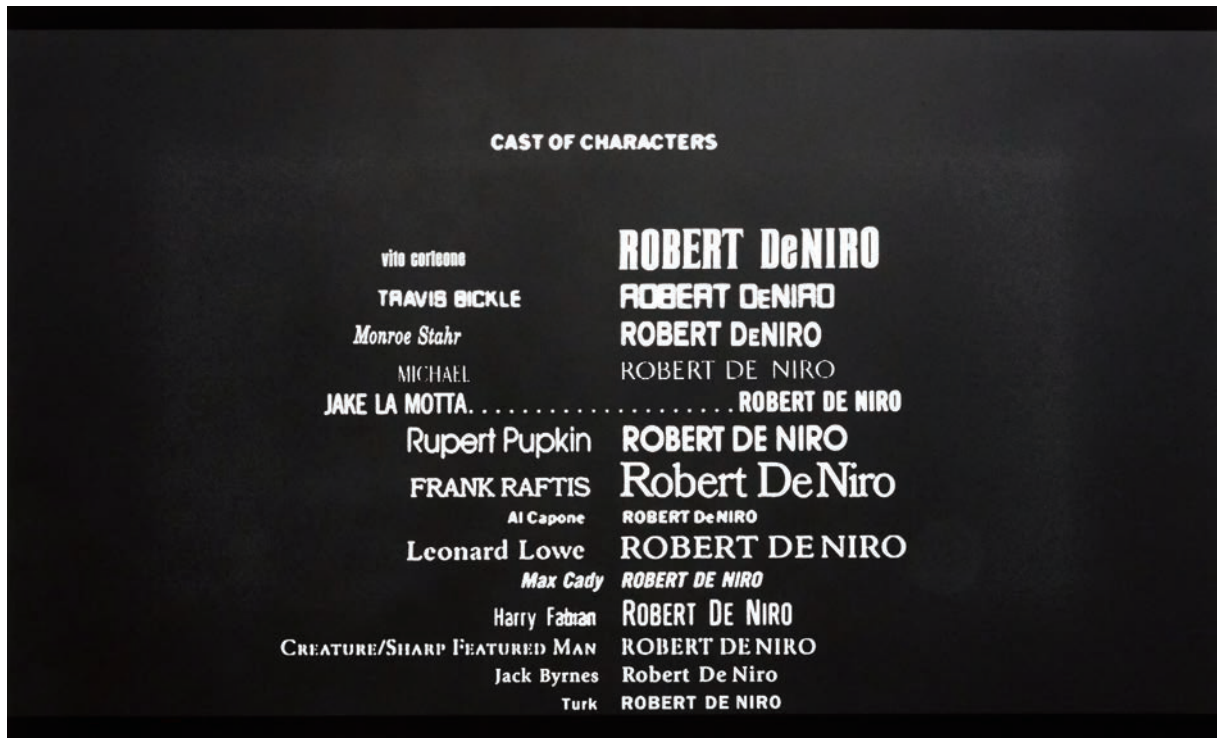 CAST OF CHARACTERS
vito corleone ROBERT DeNIRO
TRAVIS BICKLE ROBERT DENIRO
Monroe Stahr ROBERT DENIRO
MICHAEL ROBERT DE NIRO
JAKE LA MOTTA. . . . . . . . . . . . . . . . . . . . . ROBERT DE NIRO
Rupert Pupkin ROBERT DE NIRO
FRANK RAFTIS Robert De Niro
Al Capone ROBERT DeNIRO
Leonard Lowe ROBERT DE NIRO
Max Cady ROBERT DE NIRO
Harry Fabian ROBERT DE NIRO
CREATURE/SHARP FEATURED MAN ROBERT DE NIRO
Jack Byrnes Robert De Niro
Turk ROBERT DE NIRO